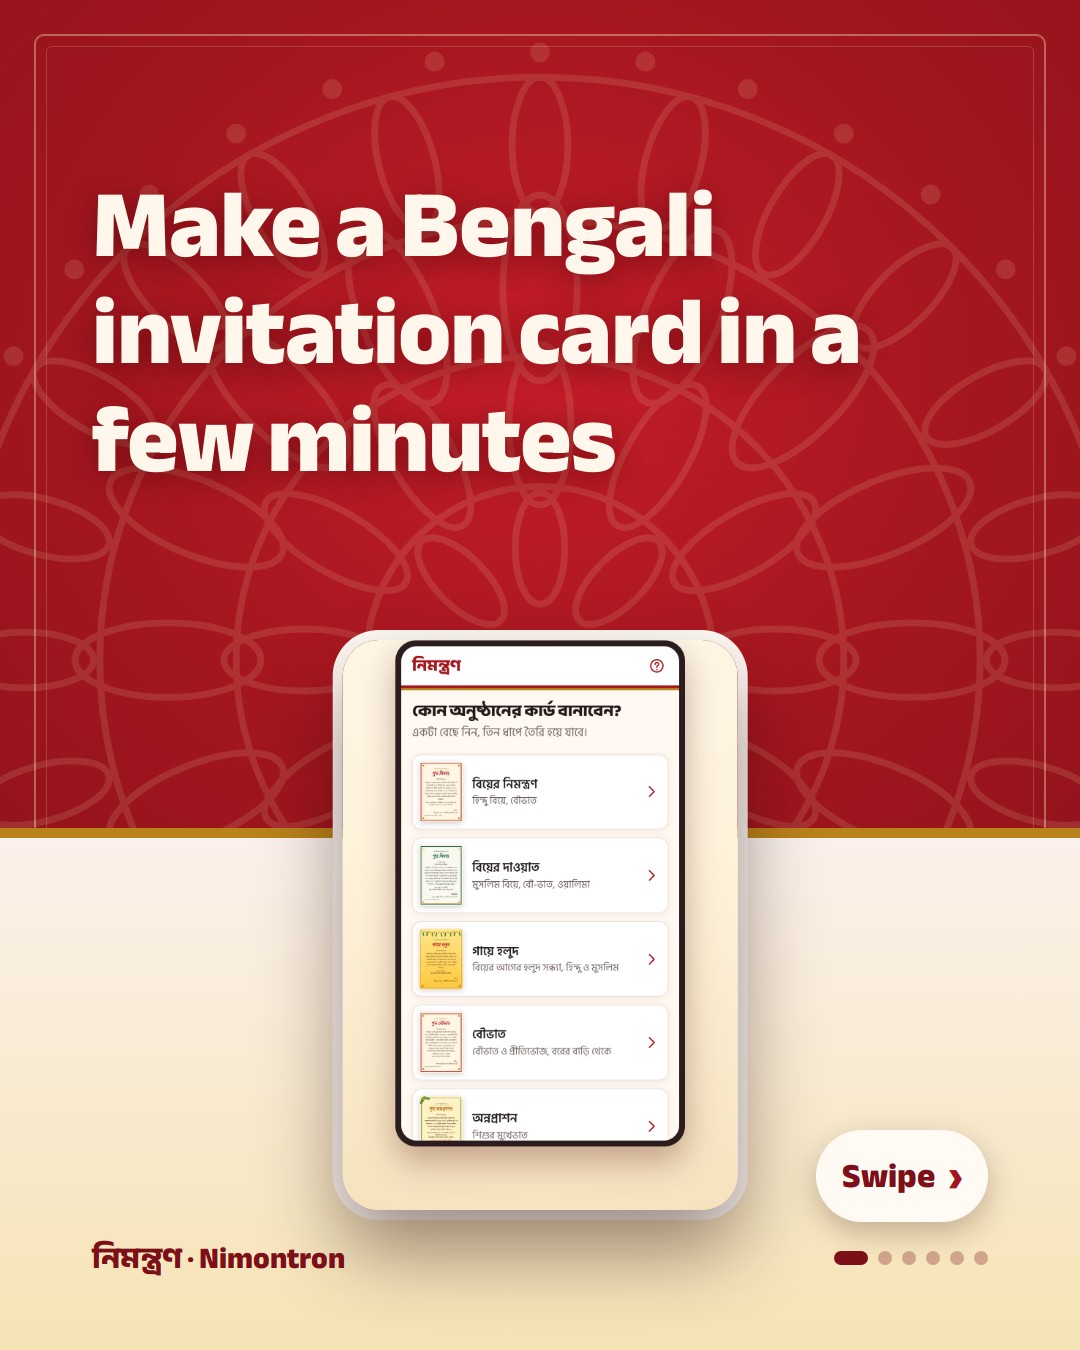 Make a Bengali
invitation card in a
few minutes
নিমন্ত্রণ
কোন অনুষ্ঠানের কার্ড বানাবেন?
একটা বেছে নিন, তিন ধাপে তৈরি হয়ে যাবে।
বিয়ের নিমন্ত্রণ
হিন্দু বিয়ে, বৌভাত
বিয়ের দাওয়াত
মুসলিম বিয়ে, বৌ-ভাত, ওয়ালিমা
গায়ে হলুদ
বিয়ের আগের হলুদ সন্ধ্যা, হিন্দু ও মুসলিম
বৌভাত
বৌভাত ও প্রীতিভোজ, বরের বাড়ি থেকে
অন্নপ্রাশন
শিশুর মুখেভাত
Swipe ›
নিমন্ত্রণ · Nimontron